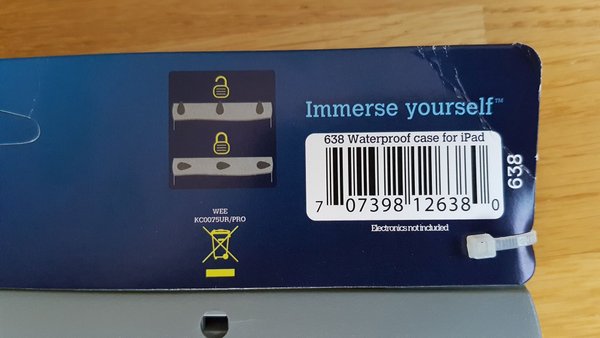 Immerse yourself™
638 Waterproof case for iPad
7 07398 12638 0
638
Electronics not included
WEE
KC0075UR/PRO